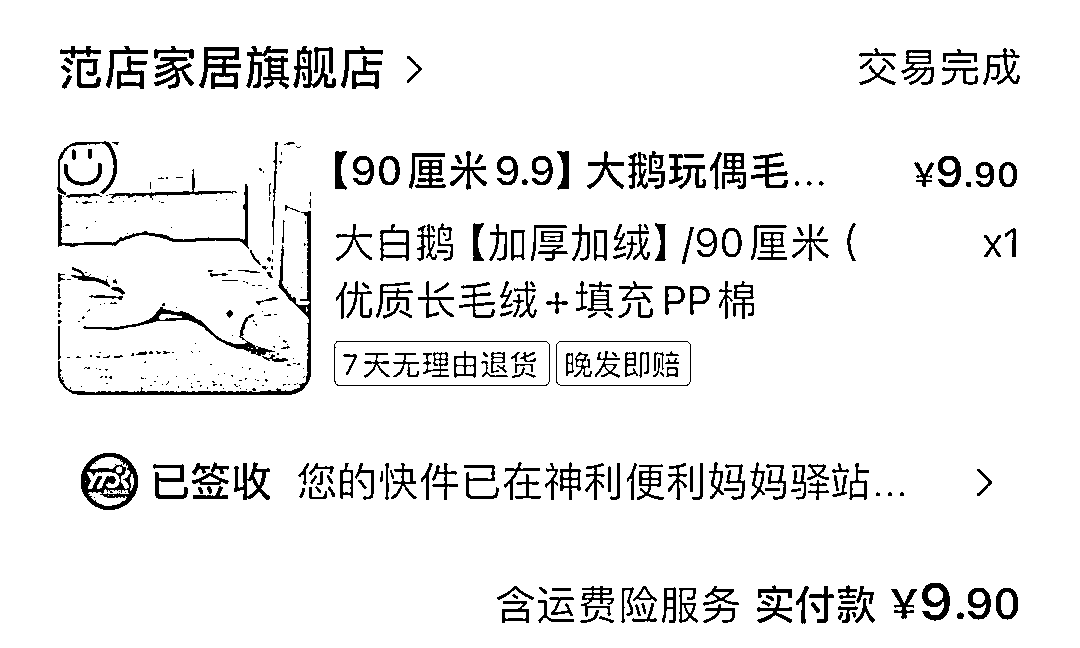 范店家居旗舰店 >
交易完成
【90厘米9.9】大鹅玩偶毛... ¥9.90
大白鹅【加厚加绒】/90厘米（ x1
优质长毛绒+填充PP棉
7天无理由退货 晚发即赔
已签收 您的快件已在神利便利妈妈驿站... >
含运费险服务 实付款 ¥9.90